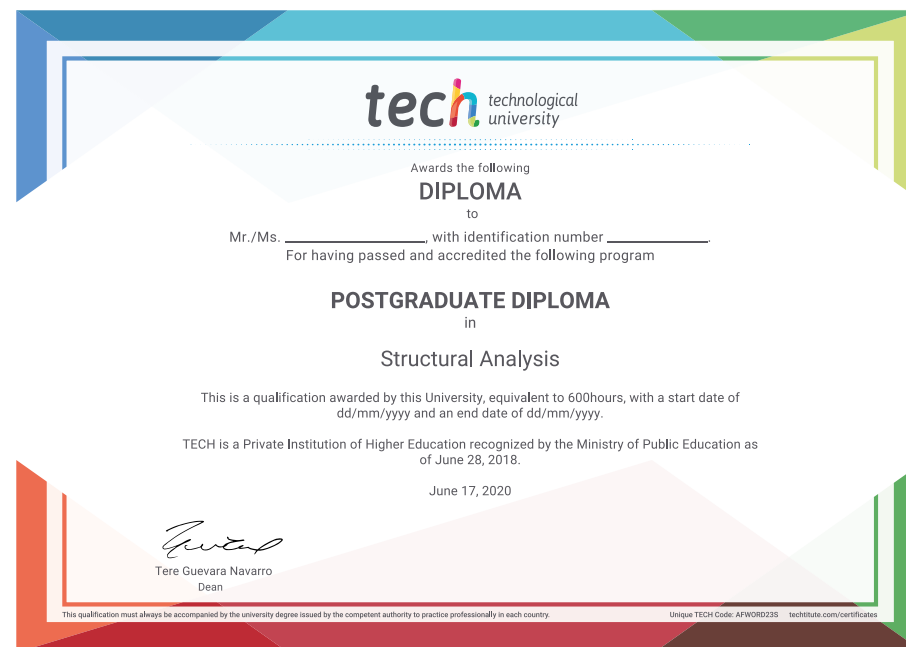 tech technological
university
Awards the following
DIPLOMA
to
Mr./Ms. ____________________, with identification number ______________.
For having passed and accredited the following program
POSTGRADUATE DIPLOMA
in
Structural Analysis
This is a qualification awarded by this University, equivalent to 600hours, with a start date of
dd/mm/yyyy and an end date of dd/mm/yyyy.
TECH is a Private Institution of Higher Education recognized by the Ministry of Public Education as
of June 28, 2018.
June 17, 2020
Tere Guevara Navarro
Dean
This qualification must always be accompanied by the university degree issued by the competent authority to practice professionally in each country. Unique TECH Code: AFWORD23S techtitute.com/certificates